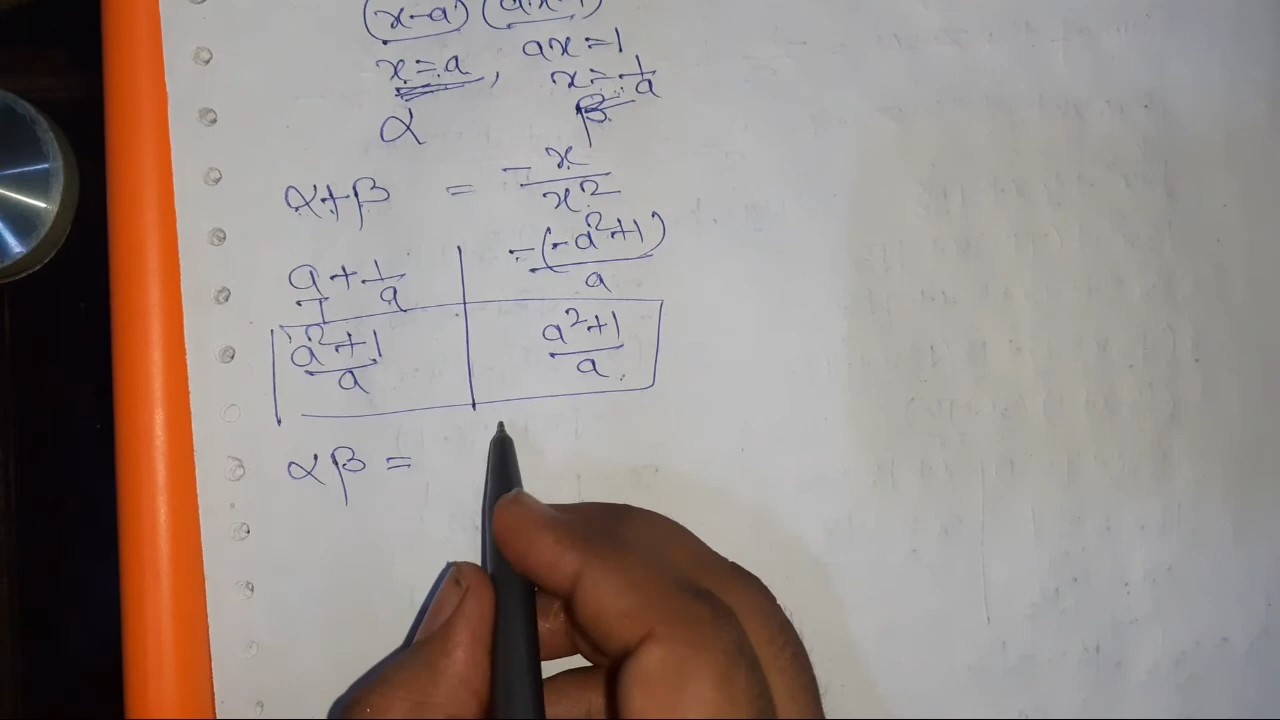 (x-a) (ax-1)
x=a, ax=1
x=1/a
α β
α+β = -x/x²
a+1/a -(-a²+1)/a
a²+1/a a²+1/a
αβ =